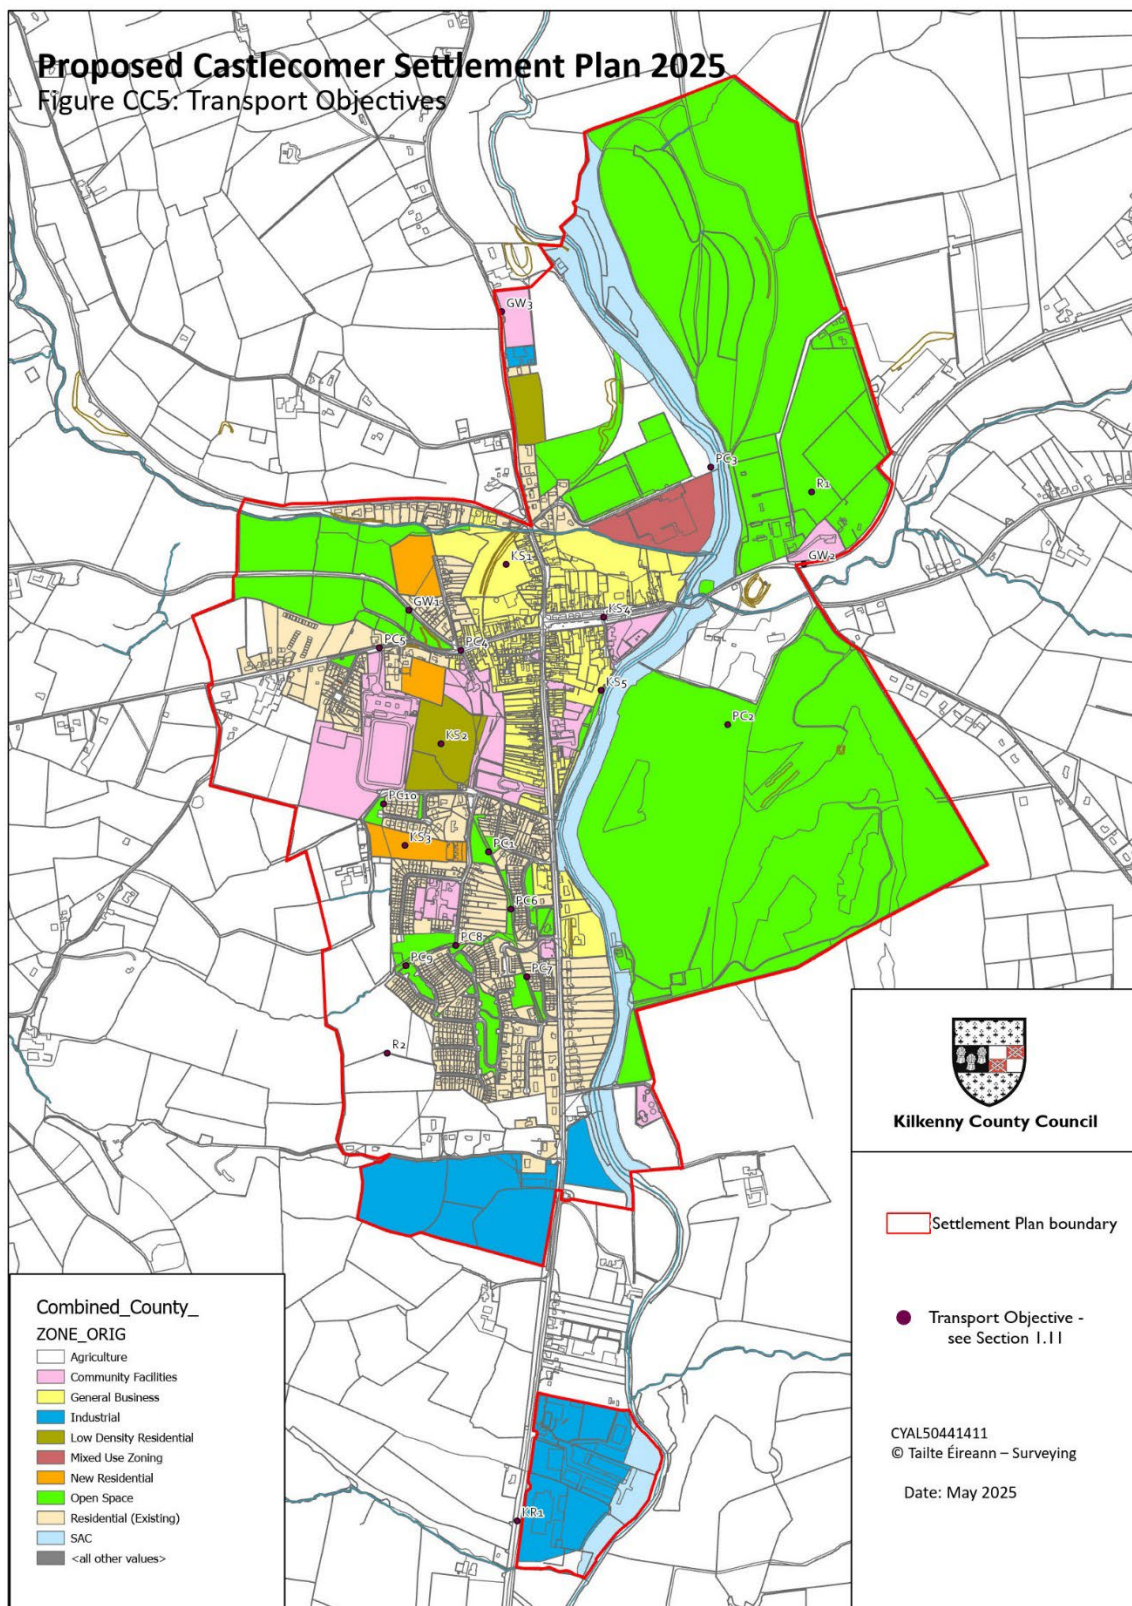 Proposed Castlecomer Settlement Plan 2025
Figure CC5: Transport Objectives
GW3
PC3
R1
GW2
KS1
GW1
KS4
PC5
PC4
KS5
PC2
KS2
PC10
KS3
PC1
PC6
PC8
PC9
PC7
R2
KR1
Kilkenny County Council
Settlement Plan boundary
Transport Objective -
see Section 1.11
CYAL50441411
© Tailte Éireann – Surveying
Date: May 2025
Combined_County_
ZONE_ORIG
Agriculture
Community Facilities
General Business
Industrial
Low Density Residential
Mixed Use Zoning
New Residential
Open Space
Residential (Existing)
SAC
<all other values>